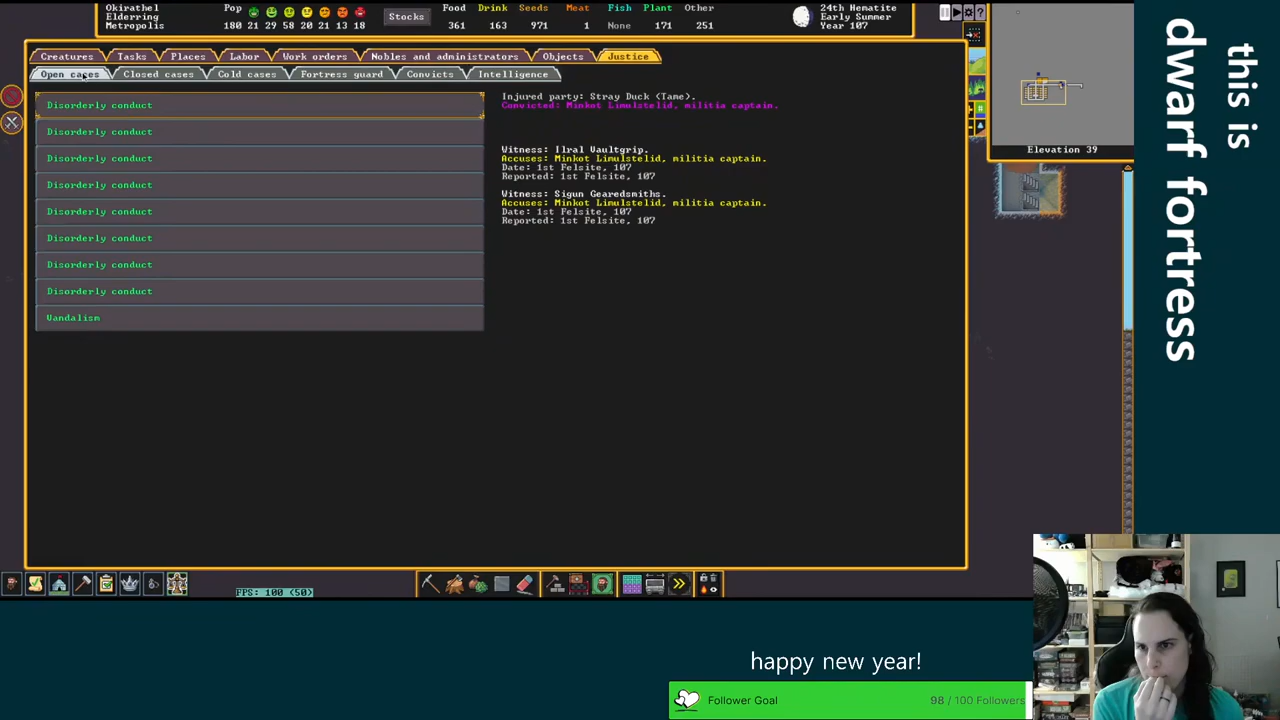 Okirathel
Elderring
Metropolis
Pop
180 21 29 58 20 21 13 18
Stocks
Food Drink Seeds Meat Fish Plant Other
361 163 971 1 None 171 251
24th Hematite
Early Summer
Year 107
Creatures Tasks Places Labor Work orders Nobles and administrators Objects Justice
Open cases Closed cases Cold cases Fortress guard Convicts Intelligence
Disorderly conduct
Disorderly conduct
Disorderly conduct
Disorderly conduct
Disorderly conduct
Disorderly conduct
Disorderly conduct
Disorderly conduct
Vandalism
Injured party: Stray Duck (Tame).
Convicted: Minkot Limulstelid, militia captain.
Witness: Ilral Vaultgrip.
Accuses: Minkot Limulstelid, militia captain.
Date: 1st Felsite, 107
Reported: 1st Felsite, 107
Witness: Sigun Gearedsmiths.
Accuses: Minkot Limulstelid, militia captain.
Date: 1st Felsite, 107
Reported: 1st Felsite, 107
Elevation 39
this is
dwarf fortress
FPS: 100 (50)
happy new year!
Follower Goal 98 / 100 Followers